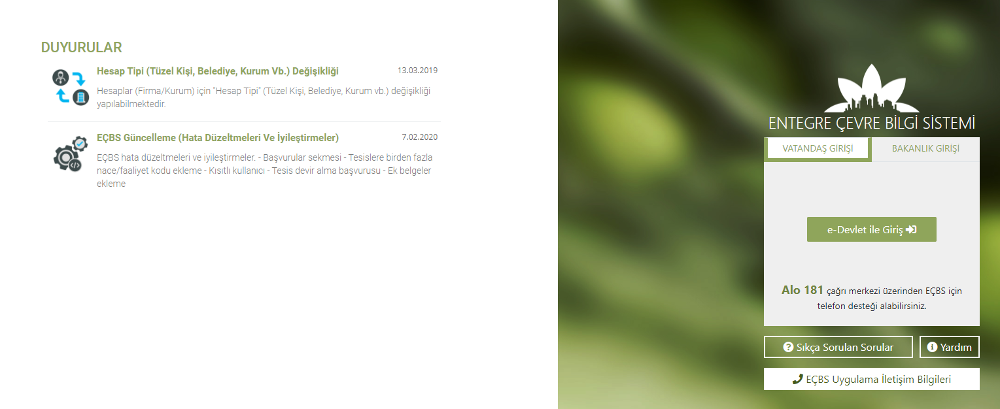 DUYURULAR
Hesap Tipi (Tüzel Kişi, Belediye, Kurum Vb.) Değişikliği 13.03.2019
Hesaplar (Firma/Kurum) için "Hesap Tipi" (Tüzel Kişi, Belediye, Kurum vb.) değişikliği
yapılabilmektedir.
EÇBS Güncelleme (Hata Düzeltmeleri Ve İyileştirmeler) 7.02.2020
EÇBS hata düzeltmeleri ve iyileştirmeler. - Başvurular sekmesi - Tesislere birden fazla
nace/faaliyet kodu ekleme - Kısıtlı kullanıcı - Tesis devir alma başvurusu - Ek belgeler
ekleme
ENTEGRE ÇEVRE BİLGİ SİSTEMİ
VATANDAŞ GİRİŞİ BAKANLIK GİRİŞİ
e-Devlet ile Giriş
Alo 181 çağrı merkezi üzerinden EÇBS için
telefon desteği alabilirsiniz.
Sıkça Sorulan Sorular Yardım
EÇBS Uygulama İletişim Bilgileri